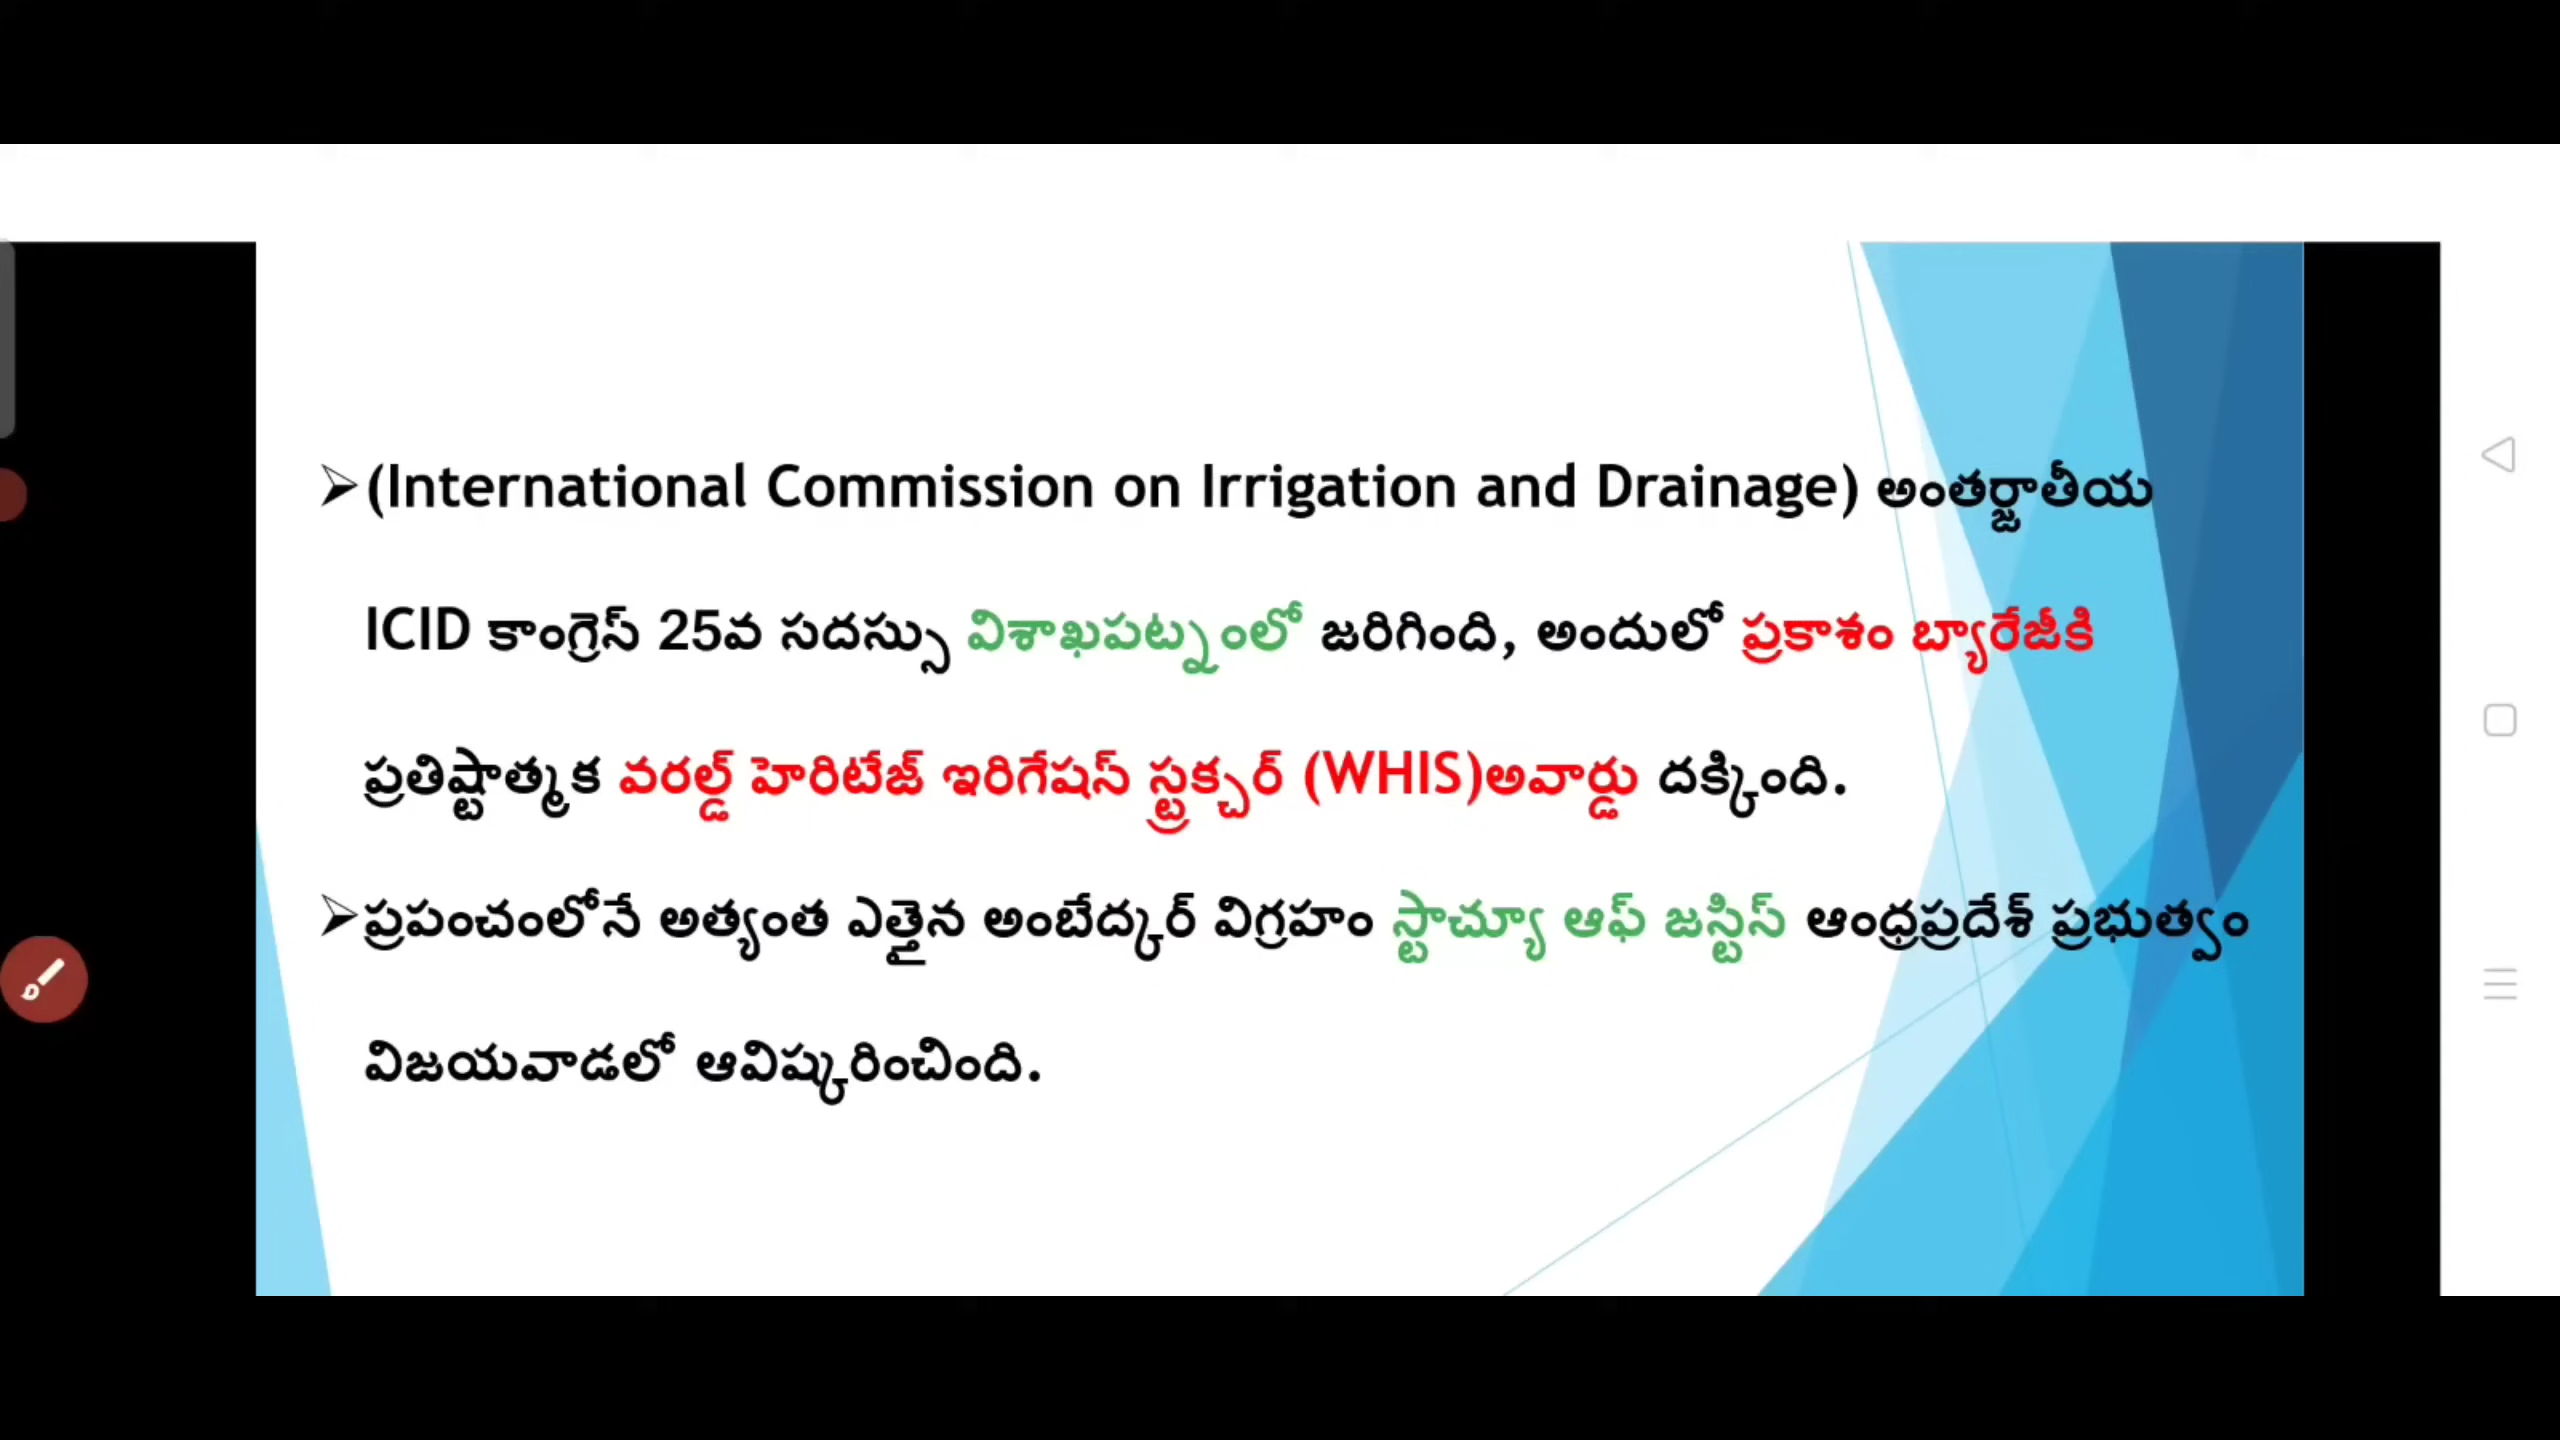 ➢(International Commission on Irrigation and Drainage) అంతర్జాతీయ
ICID కాంగ్రెస్ 25వ సదస్సు విశాఖపట్నంలో జరిగింది, అందులో ప్రకాశం బ్యారేజీకి
ప్రతిష్టాత్మక వరల్డ్ హెరిటేజ్ ఇరిగేషన్ స్ట్రక్చర్ (WHIS)అవార్డు దక్కింది.
➢ప్రపంచంలోనే అత్యంత ఎత్తైన అంబేద్కర్ విగ్రహం స్టాచ్యూ ఆఫ్ జస్టిస్ ఆంధ్రప్రదేశ్ ప్రభుత్వం
విజయవాడలో ఆవిష్కరించింది.